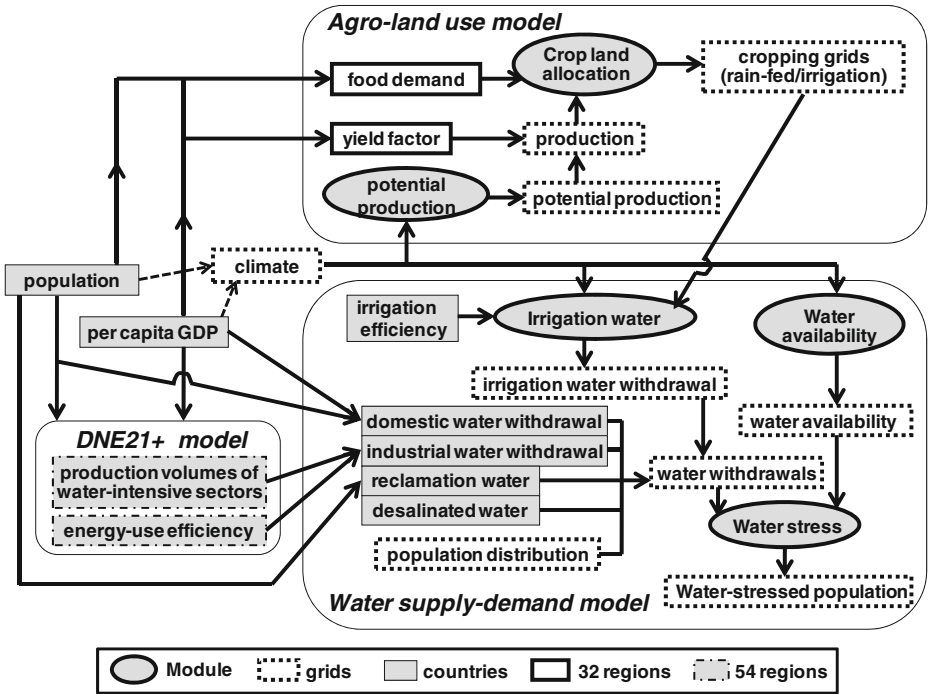 Agro-land use model
food demand
Crop land
allocation
cropping grids
(rain-fed/irrigation)
yield factor
production
potential
production
potential production
population
climate
per capita GDP
irrigation
efficiency
Irrigation water
Water
availability
irrigation water withdrawal
DNE21+ model
production volumes of
water-intensive sectors
energy-use efficiency
domestic water withdrawal
industrial water withdrawal
reclamation water
desalinated water
population distribution
water availability
water withdrawals
Water stress
Water-stressed population
Water supply-demand model
Module
grids
countries
32 regions
54 regions